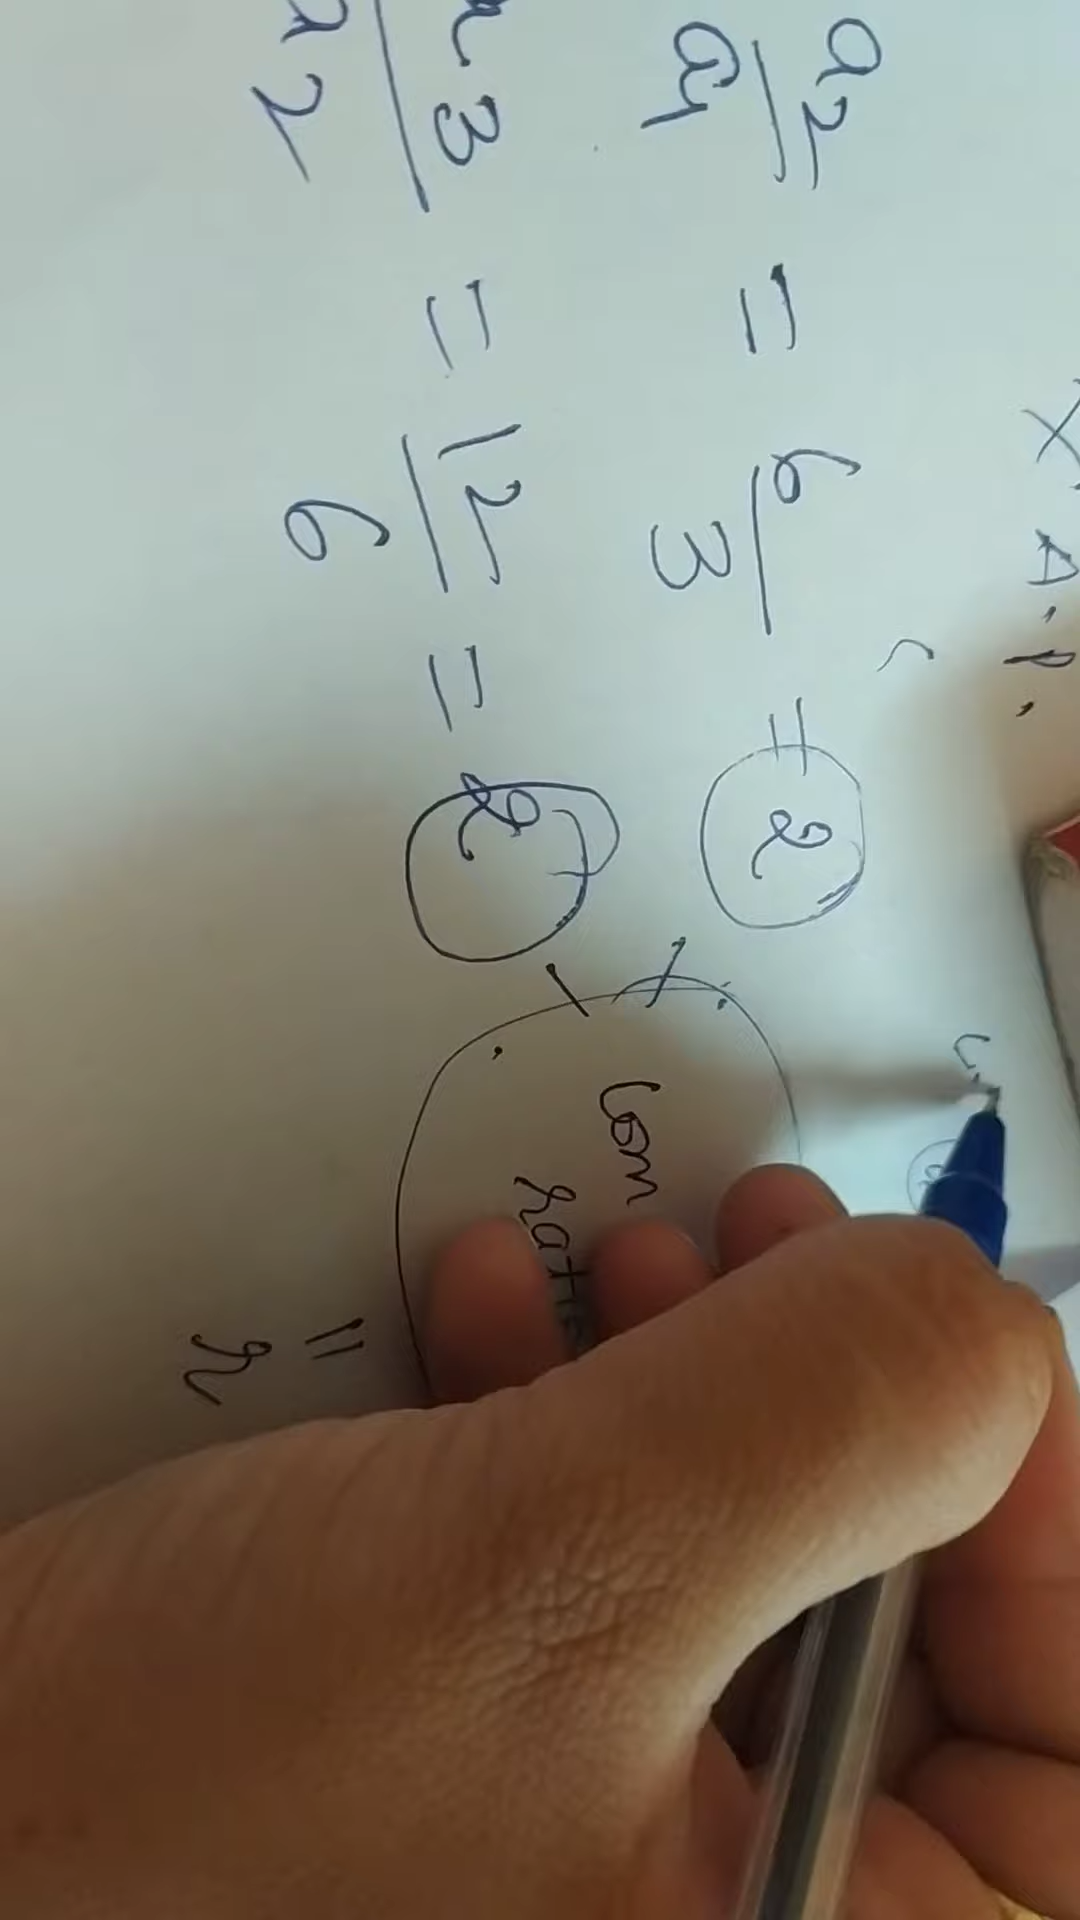 X A.P.
a2/a1 = 6/3 = 2
a3/a2 = 12/6 = 2
Com
ratio
= r